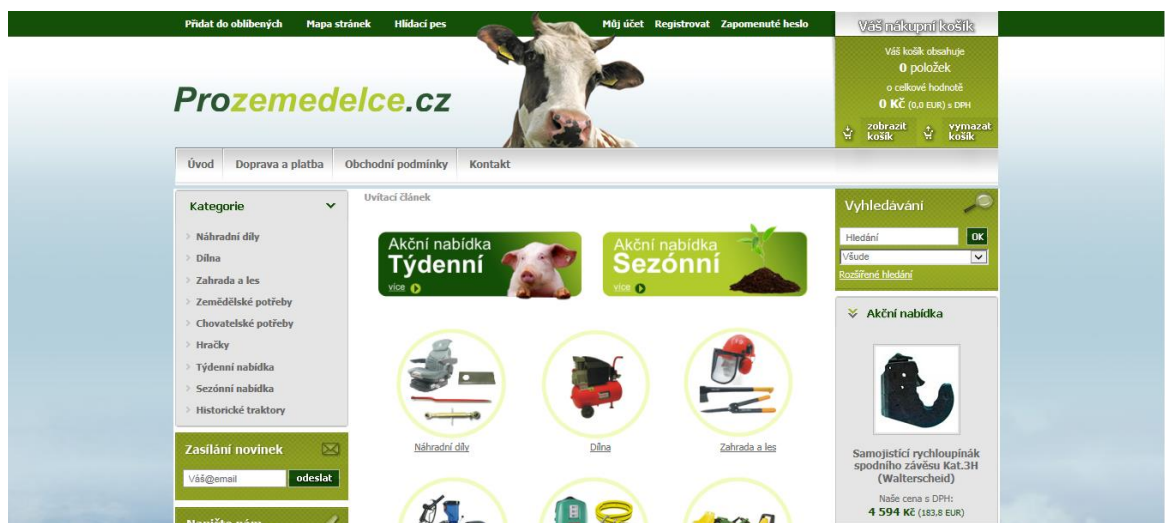 Přidat do oblíbených Mapa stránek Hlídací pes
Můj účet Registrovat Zapomenuté heslo
Váš nákupní košík
Váš košík obsahuje
0 položek
o celkové hodnotě
0 Kč (0,0 EUR) s DPH
zobrazit košík
vymazat košík
Prozemedelce.cz
Úvod Doprava a platba Obchodní podmínky Kontakt
Kategorie
Náhradní díly
Dílna
Zahrada a les
Zemědělské potřeby
Chovatelské potřeby
Hračky
Týdenní nabídka
Sezónní nabídka
Historické traktory
Zasílání novinek
Váš@email odeslat
Uvítací článek
Akční nabídka
Týdenní
více
Akční nabídka
Sezónní
více
Náhradní díly
Dílna
Zahrada a les
Vyhledávání
Hledání OK
Všude
Rozšířené hledání
Akční nabídka
Samojistící rychloupínák
spodního závěsu Kat.3H
(Walterscheid)
Naše cena s DPH:
4 594 Kč (183,8 EUR)